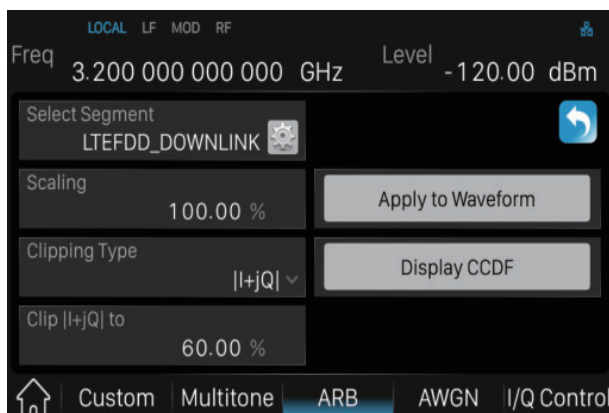 LOCAL LF MOD RF
Freq 3.200 000 000 000 GHz Level -120.00 dBm
Select Segment
LTEFDD_DOWNLINK
Scaling
100.00 %
Apply to Waveform
Clipping Type
|I+jQ|
Display CCDF
Clip |I+jQ| to
60.00 %
Custom Multitone ARB AWGN I/Q Control